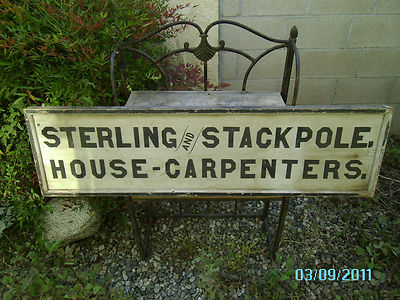 STERLING AND STACKPOLE.
HOUSE-CARPENTERS.
03/09/2011